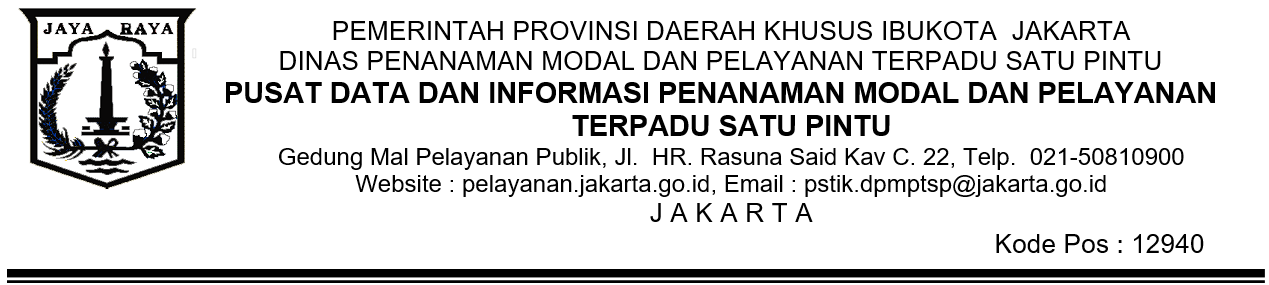 JAYA RAYA
PEMERINTAH PROVINSI DAERAH KHUSUS IBUKOTA JAKARTA
DINAS PENANAMAN MODAL DAN PELAYANAN TERPADU SATU PINTU
PUSAT DATA DAN INFORMASI PENANAMAN MODAL DAN PELAYANAN
TERPADU SATU PINTU
Gedung Mal Pelayanan Publik, Jl. HR. Rasuna Said Kav C. 22, Telp. 021-50810900
Website : pelayanan.jakarta.go.id, Email : pstik.dpmptsp@jakarta.go.id
J A K A R T A
Kode Pos : 12940